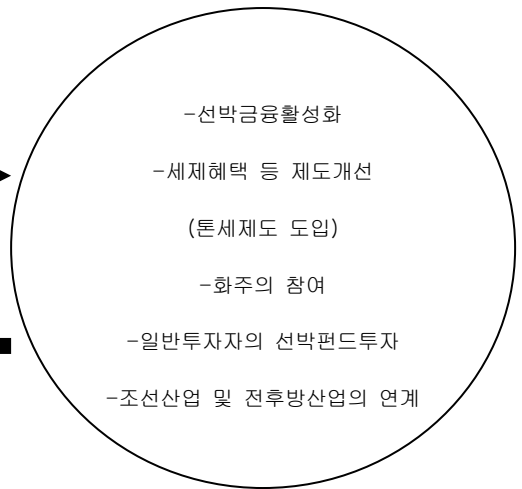 -선박금융활성화
-세제혜택 등 제도개선
(톤세제도 도입)
-화주의 참여
-일반투자자의 선박펀드투자
-조선산업 및 전후방산업의 연계